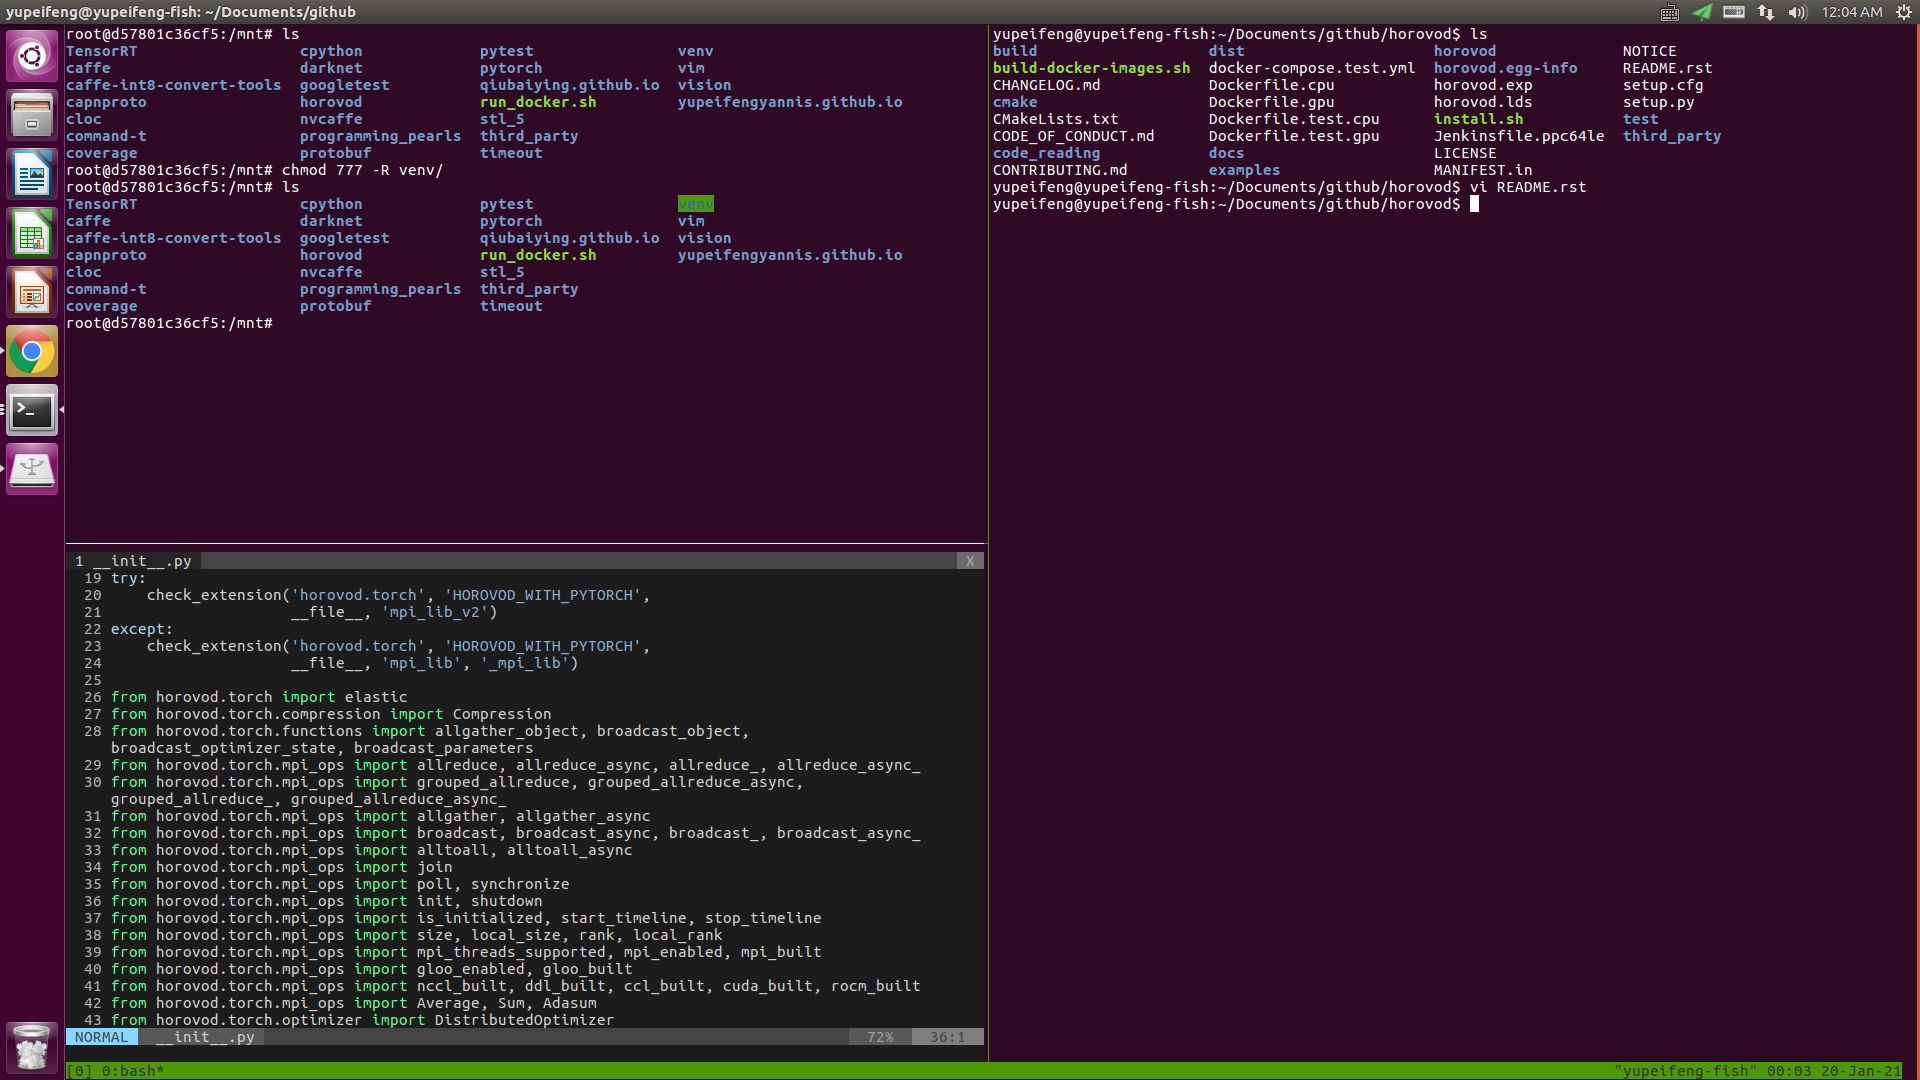 yupeifeng@yupeifeng-fish: ~/Documents/github
12:04 AM
root@d57801c36cf5:/mnt# ls
TensorRT cpython pytest venv
caffe darknet pytorch vim
caffe-int8-convert-tools googletest qiubaiying.github.io vision
capnproto horovod run_docker.sh yupeifengyannis.github.io
cloc nvcaffe stl_5
command-t programming_pearls third_party
coverage protobuf timeout
root@d57801c36cf5:/mnt# chmod 777 -R venv/
root@d57801c36cf5:/mnt# ls
TensorRT cpython pytest venv
caffe darknet pytorch vim
caffe-int8-convert-tools googletest qiubaiying.github.io vision
capnproto horovod run_docker.sh yupeifengyannis.github.io
cloc nvcaffe stl_5
command-t programming_pearls third_party
coverage protobuf timeout
root@d57801c36cf5:/mnt#
1 __init__.py X
19 try:
20     check_extension('horovod.torch', 'HOROVOD_WITH_PYTORCH',
21                     __file__, 'mpi_lib_v2')
22 except:
23     check_extension('horovod.torch', 'HOROVOD_WITH_PYTORCH',
24                     __file__, 'mpi_lib', '_mpi_lib')
25
26 from horovod.torch import elastic
27 from horovod.torch.compression import Compression
28 from horovod.torch.functions import allgather_object, broadcast_object,
broadcast_optimizer_state, broadcast_parameters
29 from horovod.torch.mpi_ops import allreduce, allreduce_async, allreduce_, allreduce_async_
30 from horovod.torch.mpi_ops import grouped_allreduce, grouped_allreduce_async,
grouped_allreduce_, grouped_allreduce_async_
31 from horovod.torch.mpi_ops import allgather, allgather_async
32 from horovod.torch.mpi_ops import broadcast, broadcast_async, broadcast_, broadcast_async_
33 from horovod.torch.mpi_ops import alltoall, alltoall_async
34 from horovod.torch.mpi_ops import join
35 from horovod.torch.mpi_ops import poll, synchronize
36 from horovod.torch.mpi_ops import init, shutdown
37 from horovod.torch.mpi_ops import is_initialized, start_timeline, stop_timeline
38 from horovod.torch.mpi_ops import size, local_size, rank, local_rank
39 from horovod.torch.mpi_ops import mpi_threads_supported, mpi_enabled, mpi_built
40 from horovod.torch.mpi_ops import gloo_enabled, gloo_built
41 from horovod.torch.mpi_ops import nccl_built, ddl_built, ccl_built, cuda_built, rocm_built
42 from horovod.torch.mpi_ops import Average, Sum, Adasum
43 from horovod.torch.optimizer import DistributedOptimizer
NORMAL __init__.py 72% 36:1
yupeifeng@yupeifeng-fish:~/Documents/github/horovod$ ls
build dist horovod NOTICE
build-docker-images.sh docker-compose.test.yml horovod.egg-info README.rst
CHANGELOG.md Dockerfile.cpu horovod.exp setup.cfg
cmake Dockerfile.gpu horovod.lds setup.py
CMakeLists.txt Dockerfile.test.cpu install.sh test
CODE_OF_CONDUCT.md Dockerfile.test.gpu Jenkinsfile.ppc64le third_party
code_reading docs LICENSE
CONTRIBUTING.md examples MANIFEST.in
yupeifeng@yupeifeng-fish:~/Documents/github/horovod$ vi README.rst
yupeifeng@yupeifeng-fish:~/Documents/github/horovod$
[0] 0:bash* "yupeifeng-fish" 00:03 20-Jan-21